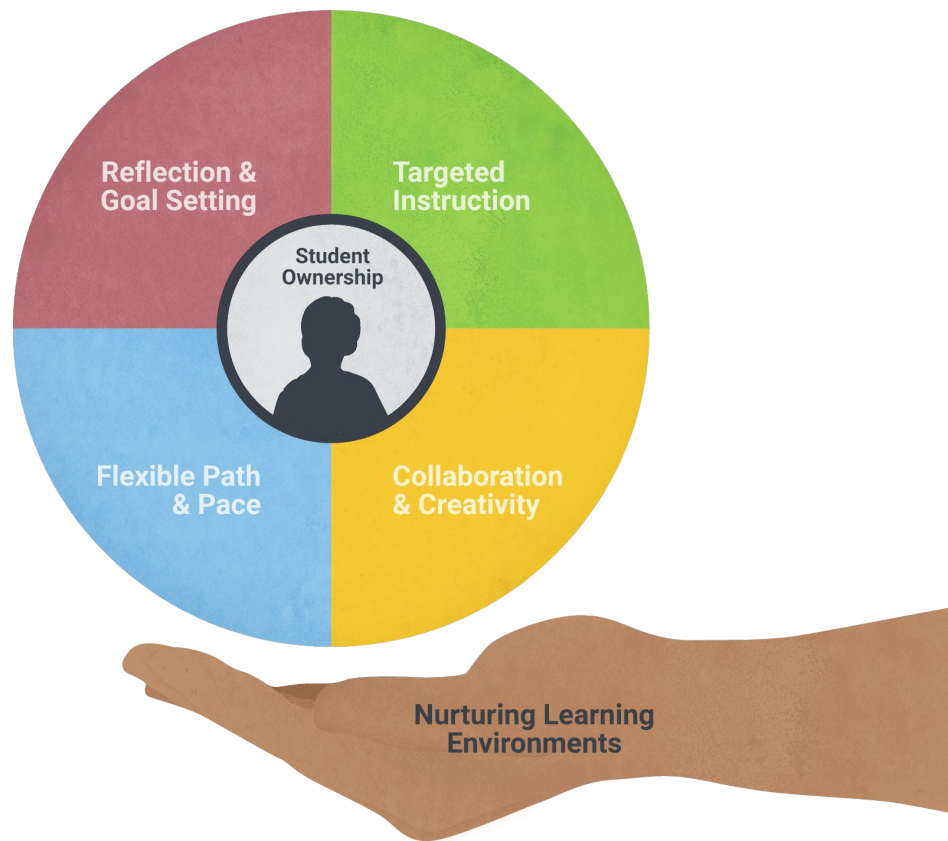 Reflection &
Goal Setting
Targeted
Instruction
Student
Ownership
Flexible Path
& Pace
Collaboration
& Creativity
Nurturing Learning
Environments